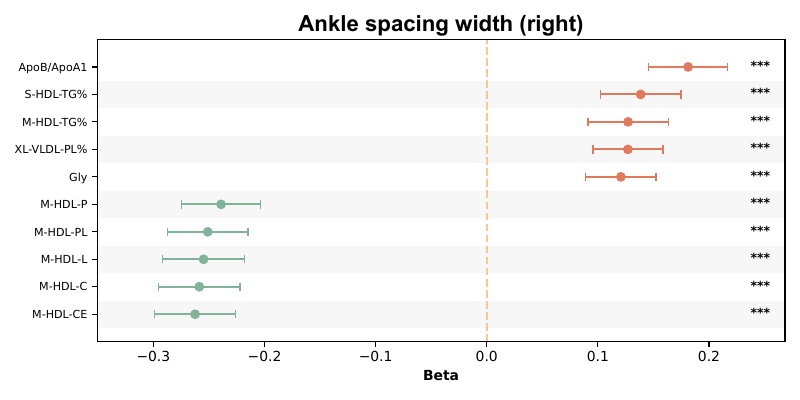 Ankle spacing width (right)
ApoB/ApoA1 ***
S-HDL-TG% ***
M-HDL-TG% ***
XL-VLDL-PL% ***
Gly ***
M-HDL-P ***
M-HDL-PL ***
M-HDL-L ***
M-HDL-C ***
M-HDL-CE ***
−0.3 −0.2 −0.1 0.0 0.1 0.2
Beta